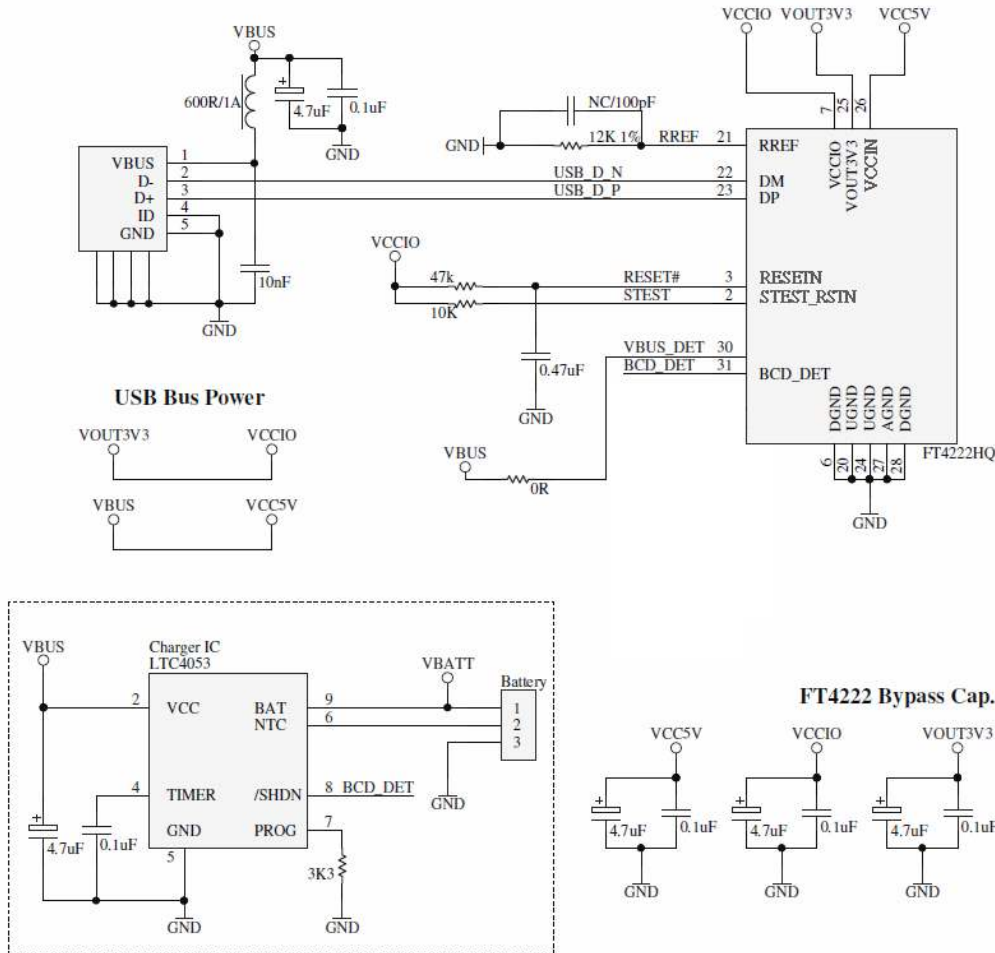 VCCIO VOUT3V3 VCC5V
VBUS
600R/1A
4.7uF
0.1uF
GND
NC/100pF
GND
12K 1%
RREF 21 RREF
7 25 26
VCCIO
VOUT3V3
VCCIN
VBUS 1
D- 2 USB_D_N 22 DM
D+ 3 USB_D_P 23 DP
ID 4
GND 5
10nF
GND
VCCIO
47k RESET# 3 RESETN
10K STEST 2 STEST_RSTN
0.47uF
GND
VBUS_DET 30
BCD_DET 31 BCD_DET
DGND
UGND
UGND
AGND
DGND
6 20 24 27 28
FT4222HQ
GND
VBUS
0R
USB Bus Power
VOUT3V3 VCCIO
VBUS VCC5V
VBUS
Charger IC
LTC4053
VBATT
Battery
2 VCC BAT 9 1
NTC 6 2
3
4 TIMER /SHDN 8 BCD_DET
GND
GND PROG 7
5
4.7uF
0.1uF
3K3
GND
GND
FT4222 Bypass Cap.
VCC5V VCCIO VOUT3V3
4.7uF 0.1uF 4.7uF 0.1uF 4.7uF 0.1uF
GND GND GND